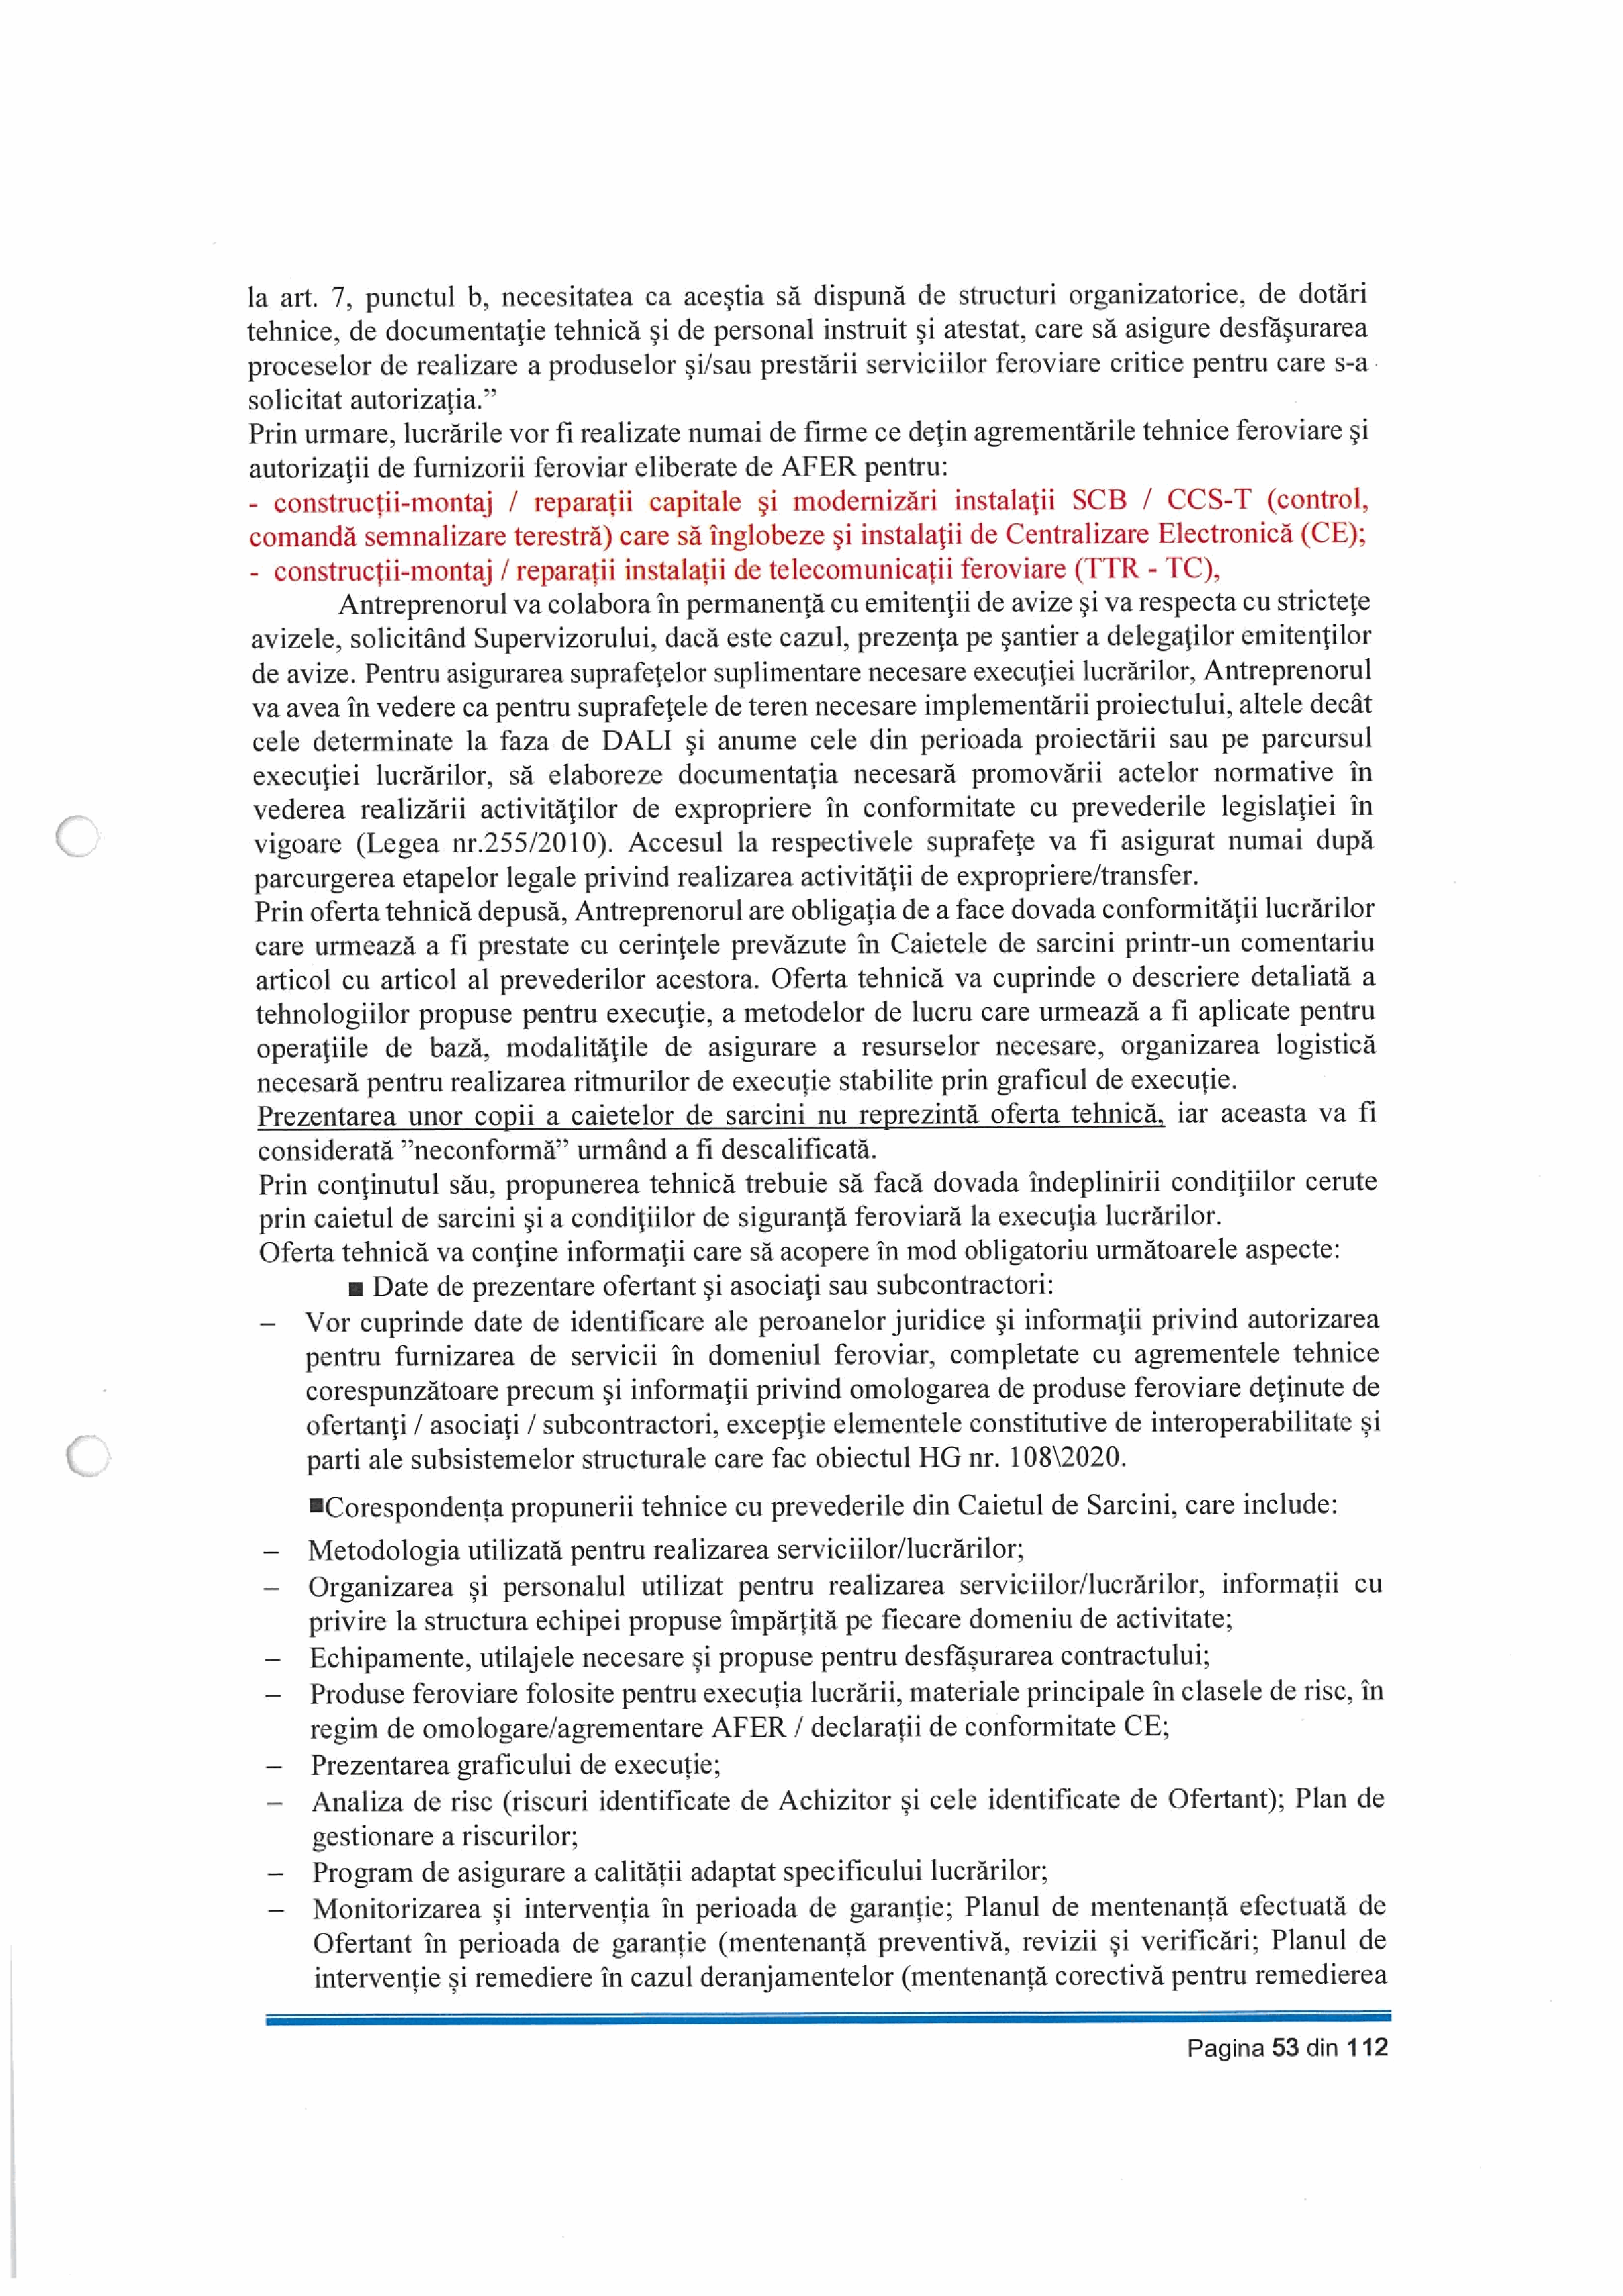 la art. 7, punctul b, necesitatea ca aceştia să dispună de structuri organizatorice, de dotări
tehnice, de documentaţie tehnică şi de personal instruit şi atestat, care să asigure desfăşurarea
proceselor de realizare a produselor şi/sau prestării serviciilor feroviare critice pentru care s-a
solicitat autorizaţia.”
Prin urmare, lucrările vor fi realizate numai de firme ce deţin agrementările tehnice feroviare şi
autorizaţii de furnizorii feroviar eliberate de AFER pentru:
- construcții-montaj / reparații capitale şi modernizări instalaţii SCB / CCS-T (control,
comandă semnalizare terestră) care să înglobeze şi instalaţii de Centralizare Electronică (CE);
- construcții-montaj / reparații instalații de telecomunicații feroviare (TTR - TC),
Antreprenorul va colabora în permanenţă cu emitenţii de avize şi va respecta cu stricteţe
avizele, solicitând Supervizorului, dacă este cazul, prezenţa pe şantier a delegaţilor emitenţilor
de avize. Pentru asigurarea suprafeţelor suplimentare necesare execuţiei lucrărilor, Antreprenorul
va avea în vedere ca pentru suprafeţele de teren necesare implementării proiectului, altele decât
cele determinate la faza de DALI şi anume cele din perioada proiectării sau pe parcursul
execuţiei lucrărilor, să elaboreze documentaţia necesară promovării actelor normative în
vederea realizării activităţilor de expropriere în conformitate cu prevederile legislaţiei în
vigoare (Legea nr.255/2010). Accesul la respectivele suprafeţe va fi asigurat numai după
parcurgerea etapelor legale privind realizarea activităţii de expropriere/transfer.
Prin oferta tehnică depusă, Antreprenorul are obligaţia de a face dovada conformităţii lucrărilor
care urmează a fi prestate cu cerinţele prevăzute în Caietele de sarcini printr-un comentariu
articol cu articol al prevederilor acestora. Oferta tehnică va cuprinde o descriere detaliată a
tehnologiilor propuse pentru execuţie, a metodelor de lucru care urmează a fi aplicate pentru
operaţiile de bază, modalităţile de asigurare a resurselor necesare, organizarea logistică
necesară pentru realizarea ritmurilor de execuție stabilite prin graficul de execuție.
Prezentarea unor copii a caietelor de sarcini nu reprezintă oferta tehnică, iar aceasta va fi
considerată ”neconformă” urmând a fi descalificată.
Prin conţinutul său, propunerea tehnică trebuie să facă dovada îndeplinirii condiţiilor cerute
prin caietul de sarcini şi a condiţiilor de siguranţă feroviară la execuţia lucrărilor.
Oferta tehnică va conţine informaţii care să acopere în mod obligatoriu următoarele aspecte:
▪ Date de prezentare ofertant şi asociaţi sau subcontractori:
– Vor cuprinde date de identificare ale peroanelor juridice şi informaţii privind autorizarea
pentru furnizarea de servicii în domeniul feroviar, completate cu agrementele tehnice
corespunzătoare precum şi informaţii privind omologarea de produse feroviare deţinute de
ofertanţi / asociaţi / subcontractori, excepţie elementele constitutive de interoperabilitate și
parti ale subsistemelor structurale care fac obiectul HG nr. 108\2020.
▪Corespondența propunerii tehnice cu prevederile din Caietul de Sarcini, care include:
– Metodologia utilizată pentru realizarea serviciilor/lucrărilor;
– Organizarea și personalul utilizat pentru realizarea serviciilor/lucrărilor, informații cu
privire la structura echipei propuse împărțită pe fiecare domeniu de activitate;
– Echipamente, utilajele necesare și propuse pentru desfășurarea contractului;
– Produse feroviare folosite pentru execuția lucrării, materiale principale în clasele de risc, în
regim de omologare/agrementare AFER / declarații de conformitate CE;
– Prezentarea graficului de execuție;
– Analiza de risc (riscuri identificate de Achizitor și cele identificate de Ofertant); Plan de
gestionare a riscurilor;
– Program de asigurare a calității adaptat specificului lucrărilor;
– Monitorizarea și intervenția în perioada de garanție; Planul de mentenanță efectuată de
Ofertant în perioada de garanție (mentenanță preventivă, revizii și verificări; Planul de
intervenție și remediere în cazul deranjamentelor (mentenanță corectivă pentru remedierea
Pagina 53 din 112